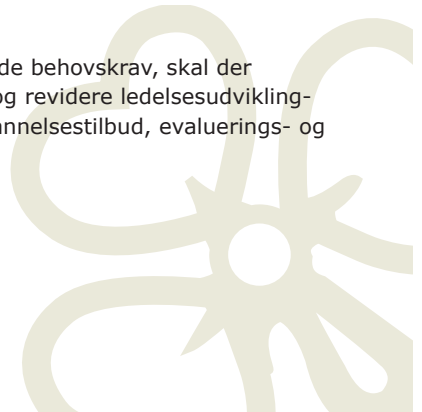 de behovskrav, skal der
og revidere ledelsesudvikling-
annelsestilbud, evaluerings- og